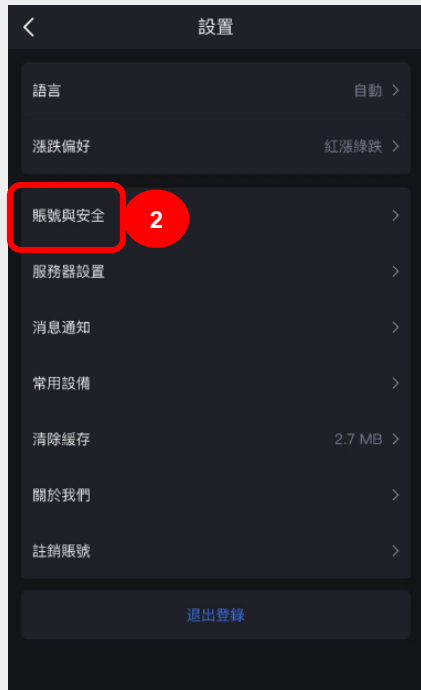 設置
語言 自動
漲跌偏好 紅漲綠跌
賬號與安全 2
服務器設置
消息通知
常用設備
清除緩存 2.7 MB
關於我們
註銷賬號
退出登錄